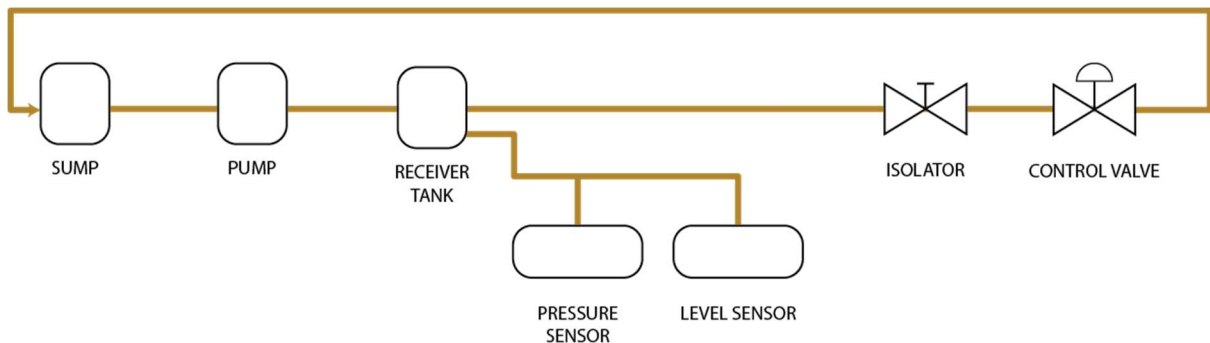 SUMP
PUMP
RECEIVER
TANK
ISOLATOR
CONTROL VALVE
PRESSURE
SENSOR
LEVEL SENSOR